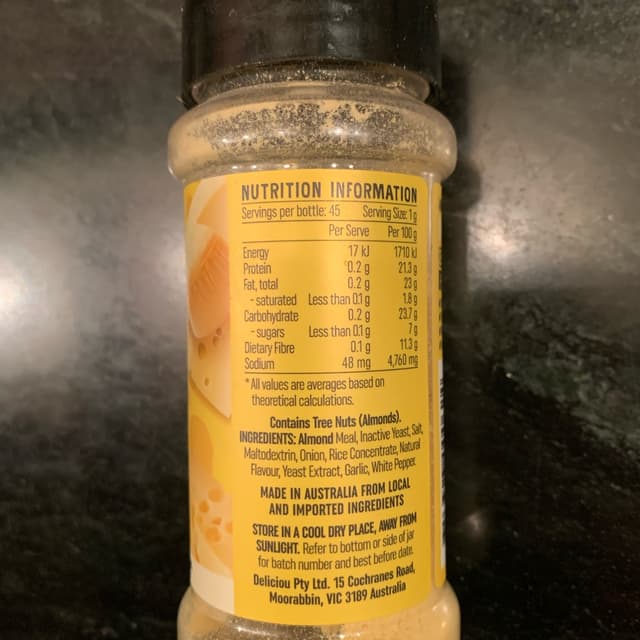 NUTRITION INFORMATION
Servings per bottle: 45 Serving Size: 1g
Per Serve Per 100g
Energy 17 kJ 1710 kJ
Protein 0.2 g 21.3 g
Fat, total 0.2 g 23 g
- saturated Less than 0.1 g 1.8 g
Carbohydrate 0.2 g 23.7 g
- sugars Less than 0.1 g 7 g
Dietary Fibre 0.1 g 11.3 g
Sodium 48 mg 4,760 mg
*All values are averages based on
theoretical calculations.
Contains Tree Nuts (Almonds).
INGREDIENTS: Almond Meal, Inactive Yeast, Salt,
Maltodextrin, Onion, Rice Concentrate, Natural
Flavour, Yeast Extract, Garlic, White Pepper
MADE IN AUSTRALIA FROM LOCAL
AND IMPORTED INGREDIENTS
STORE IN A COOL DRY PLACE, AWAY FROM
SUNLIGHT. Refer to bottom or side of jar
for batch number and best before date.
Deliciou Pty Ltd. 15 Cochranes Road,
Moorabbin, VIC 3189 Australia